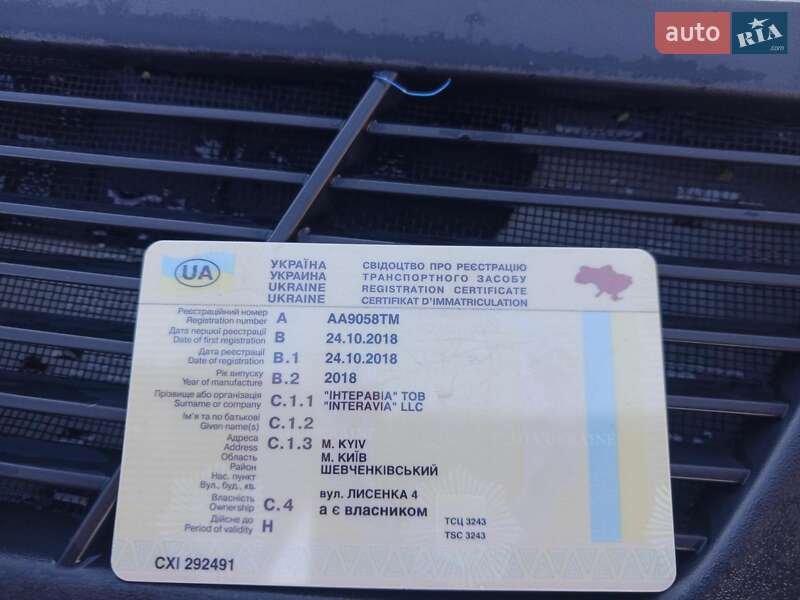 auto RIA .com
UA
УКРАЇНА
УКРАИНА
UKRAINE
UKRAINE
СВІДОЦТВО ПРО РЕЄСТРАЦІЮ
ТРАНСПОРТНОГО ЗАСОБУ
REGISTRATION CERTIFICATE
CERTIFIKAT D'IMMATRICULATION
Реєстраційний номер
Registration number A AA9058TM
Дата першої реєстрації
Date of first registration B 24.10.2018
Дата реєстрації
Date of registration B.1 24.10.2018
Рік випуску
Year of manufacture B.2 2018
Прізвище або організація
Surname or company C.1.1 "ІНТЕРАВІА" ТОВ
"INTERAVIA" LLC
Ім'я та по батькові
Given name(s) C.1.2
Адреса
Address C.1.3 M. KYIV
Область М. КИЇВ
Район ШЕВЧЕНКІВСЬКИЙ
Нас. пункт
Вул., буд., кв. вул. ЛИСЕНКА 4
Власність
Ownership C.4 а є власником
Дійсне до
Period of validity H
ТСЦ 3243
TSC 3243
CXI 292491